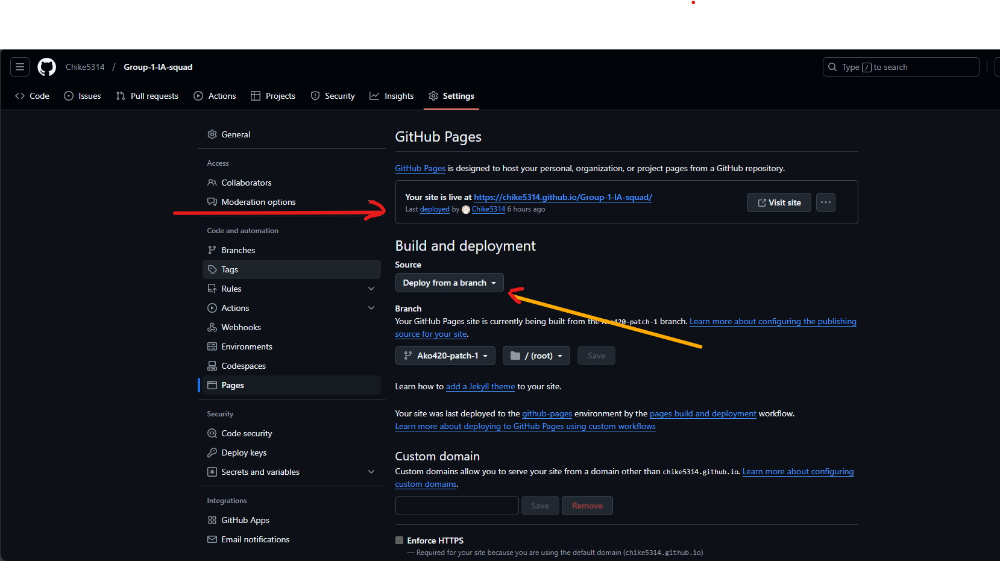 Chike5314 / Group-1-IA-squad
Type / to search
Code Issues Pull requests Actions Projects Security Insights Settings
General
Access
Collaborators
Moderation options
Code and automation
Branches
Tags
Rules
Actions
Webhooks
Environments
Codespaces
Pages
Security
Code security
Deploy keys
Secrets and variables
Integrations
GitHub Apps
Email notifications
GitHub Pages
GitHub Pages is designed to host your personal, organization, or project pages from a GitHub repository.
Your site is live at https://chike5314.github.io/Group-1-IA-squad/
Last deployed by Chike5314 6 hours ago
Visit site
Build and deployment
Source
Deploy from a branch
Branch
Your GitHub Pages site is currently being built from the Ako420-patch-1 branch. Learn more about configuring the publishing
source for your site.
Ako420-patch-1 / (root) Save
Learn how to add a Jekyll theme to your site.
Your site was last deployed to the github-pages environment by the pages build and deployment workflow.
Learn more about deploying to GitHub Pages using custom workflows
Custom domain
Custom domains allow you to serve your site from a domain other than chike5314.github.io. Learn more about configuring
custom domains.
Save Remove
Enforce HTTPS
— Required for your site because you are using the default domain (chike5314.github.io)